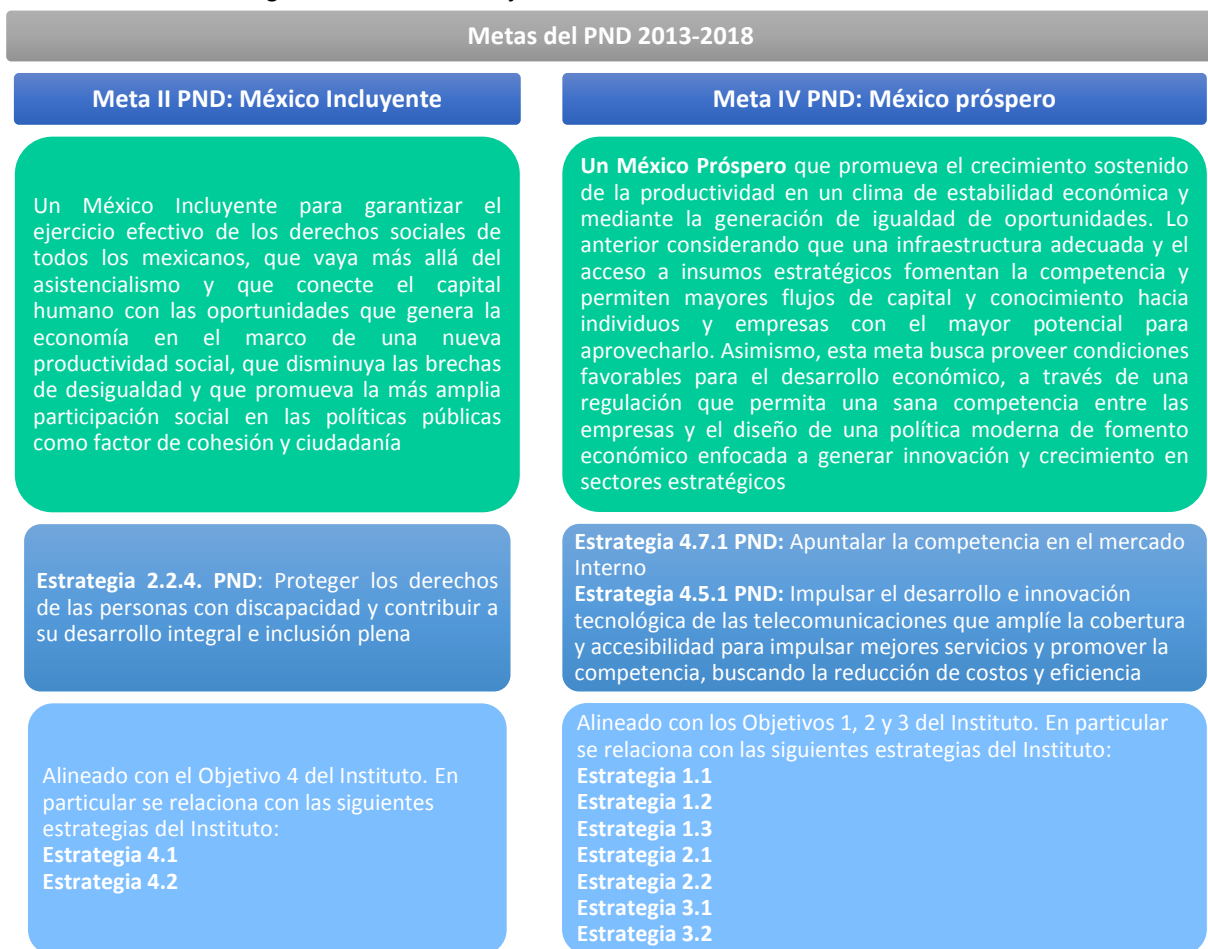 Metas del PND 2013-2018
Meta II PND: México Incluyente
Un México Incluyente para garantizar el
ejercicio efectivo de los derechos sociales de
todos los mexicanos, que vaya más allá del
asistencialismo y que conecte el capital
humano con las oportunidades que genera la
economía en el marco de una nueva
productividad social, que disminuya las brechas
de desigualdad y que promueva la más amplia
participación social en las políticas públicas
como factor de cohesión y ciudadanía
Estrategia 2.2.4. PND: Proteger los derechos
de las personas con discapacidad y contribuir a
su desarrollo integral e inclusión plena
Alineado con el Objetivo 4 del Instituto. En
particular se relaciona con las siguientes
estrategias del Instituto:
Estrategia 4.1
Estrategia 4.2
Meta IV PND: México próspero
Un México Próspero que promueva el crecimiento sostenido
de la productividad en un clima de estabilidad económica y
mediante la generación de igualdad de oportunidades. Lo
anterior considerando que una infraestructura adecuada y el
acceso a insumos estratégicos fomentan la competencia y
permiten mayores flujos de capital y conocimiento hacia
individuos y empresas con el mayor potencial para
aprovecharlo. Asimismo, esta meta busca proveer condiciones
favorables para el desarrollo económico, a través de una
regulación que permita una sana competencia entre las
empresas y el diseño de una política moderna de fomento
económico enfocada a generar innovación y crecimiento en
sectores estratégicos
Estrategia 4.7.1 PND: Apuntalar la competencia en el mercado
Interno
Estrategia 4.5.1 PND: Impulsar el desarrollo e innovación
tecnológica de las telecomunicaciones que amplíe la cobertura
y accesibilidad para impulsar mejores servicios y promover la
competencia, buscando la reducción de costos y eficiencia
Alineado con los Objetivos 1, 2 y 3 del Instituto. En particular
se relaciona con las siguientes estrategias del Instituto:
Estrategia 1.1
Estrategia 1.2
Estrategia 1.3
Estrategia 2.1
Estrategia 2.2
Estrategia 3.1
Estrategia 3.2